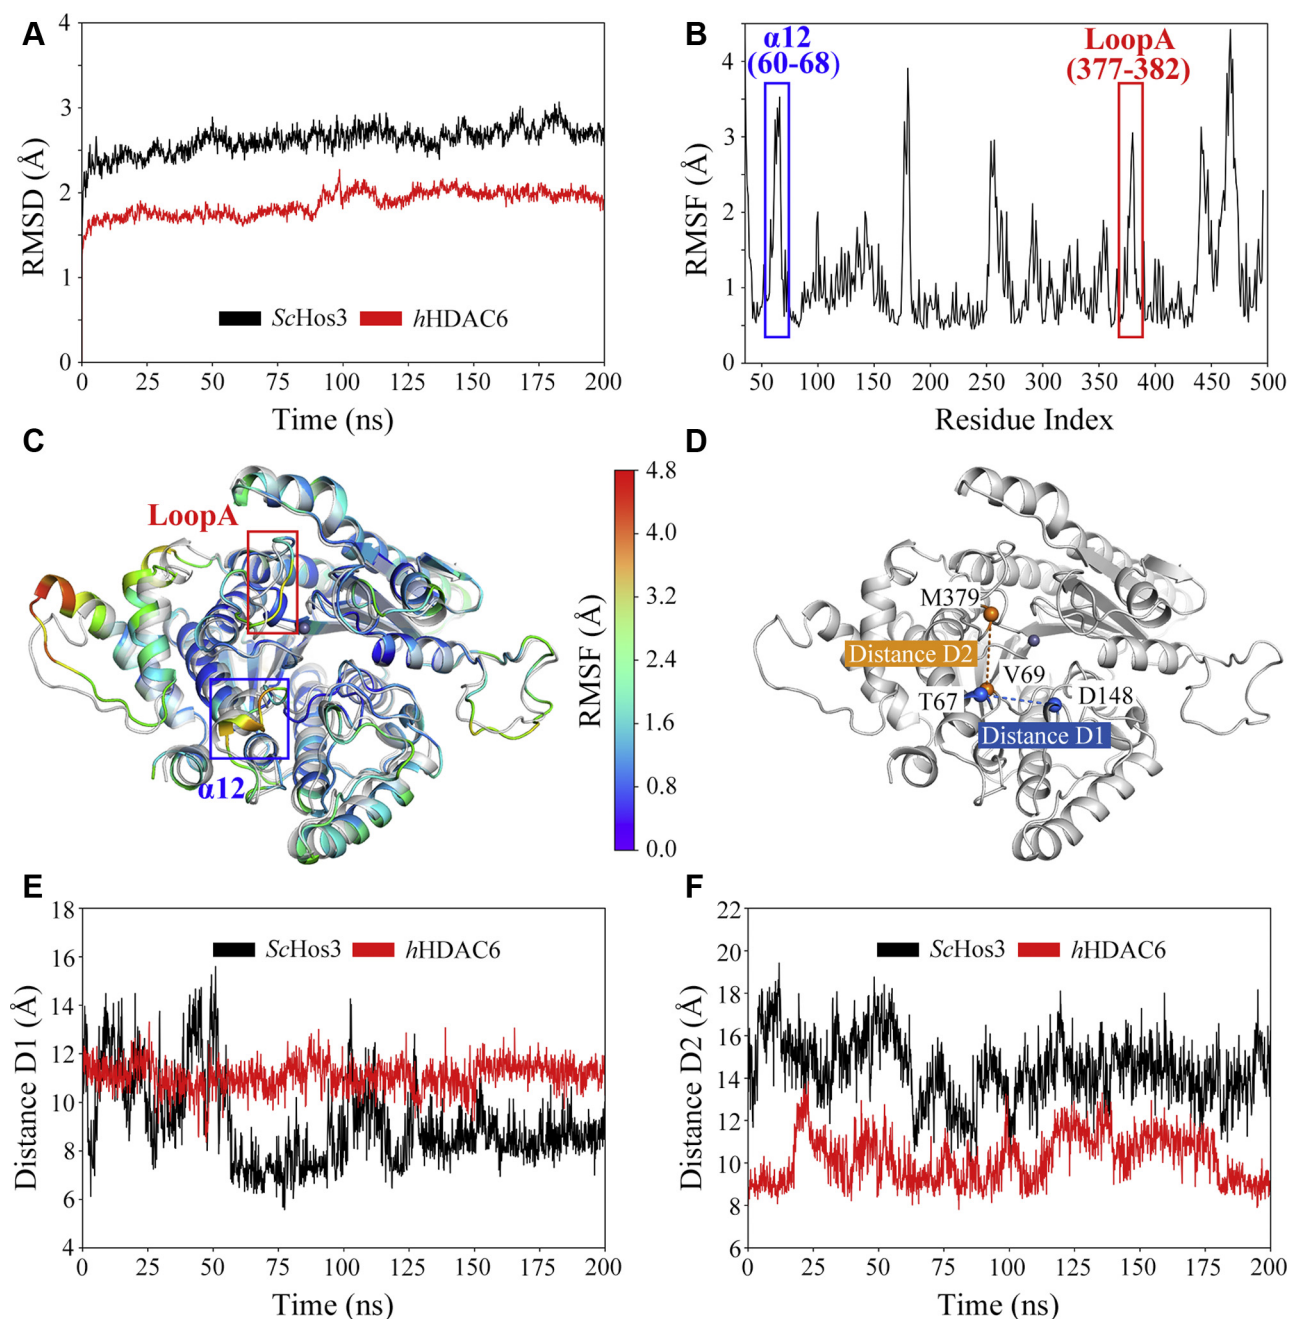 A
4
3
2
1
0
RMSD (Å)
ScHos3
hHDAC6
0
25
50
75
100
125
150
175
200
Time (ns)
B
α12
(60-68)
LoopA
(377-382)
4
3
2
1
0
RMSF (Å)
50
100
150
200
250
300
350
400
450
500
Residue Index
C
LoopA
α12
4.8
4.0
3.2
2.4
1.6
0.8
0.0
RMSF (Å)
D
M379
Distance D2
V69
T67
D148
Distance D1
E
18
16
14
12
10
8
6
4
Distance D1 (Å)
ScHos3
hHDAC6
0
25
50
75
100
125
150
175
200
Time (ns)
F
22
20
18
16
14
12
10
8
6
Distance D2 (Å)
ScHos3
hHDAC6
0
25
50
75
100
125
150
175
200
Time (ns)